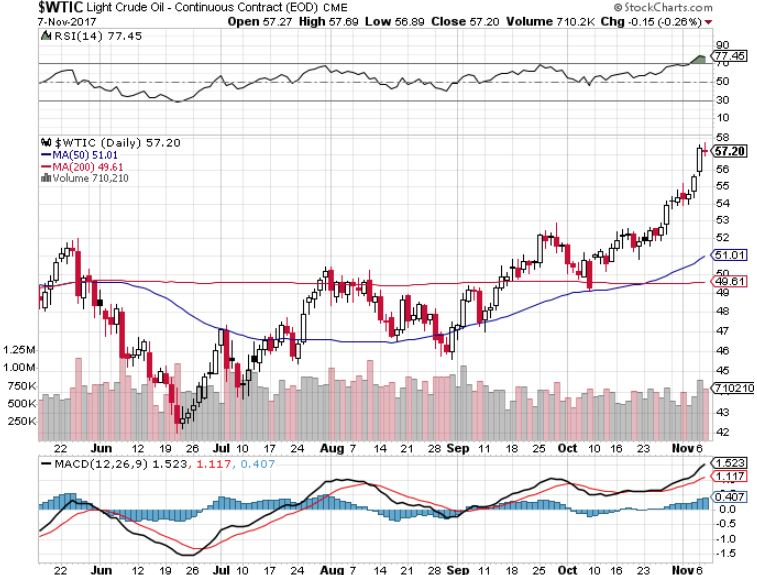 $WTIC Light Crude Oil - Continuous Contract (EOD) CME © StockCharts.com
7-Nov-2017 Open 57.27 High 57.69 Low 56.89 Close 57.20 Volume 710.2K Chg -0.15 (-0.26%)
RSI(14) 77.45
90
77.45
70
50
30
10
$WTIC (Daily) 57.20
MA(50) 51.01
MA(200) 49.61
Volume 710,210
58
57.20
56
55
54
53
52
51.01
50
49.61
49
48
47
46
45
1.25M
1.00M
750K
500K
250K
710210
43
42
22 Jun 12 19 26 Jul 10 17 24 Aug 7 14 21 28 Sep 11 18 25 Oct 10 16 23 Nov 6
MACD(12,26,9) 1.523, 1.117, 0.407
1.523
1.117
0.407
0.0
-0.5
-1.0
-1.5
22 Jun 12 19 26 Jul 10 17 24 Aug 7 14 21 28 Sep 11 18 25 Oct 10 16 23 Nov 6